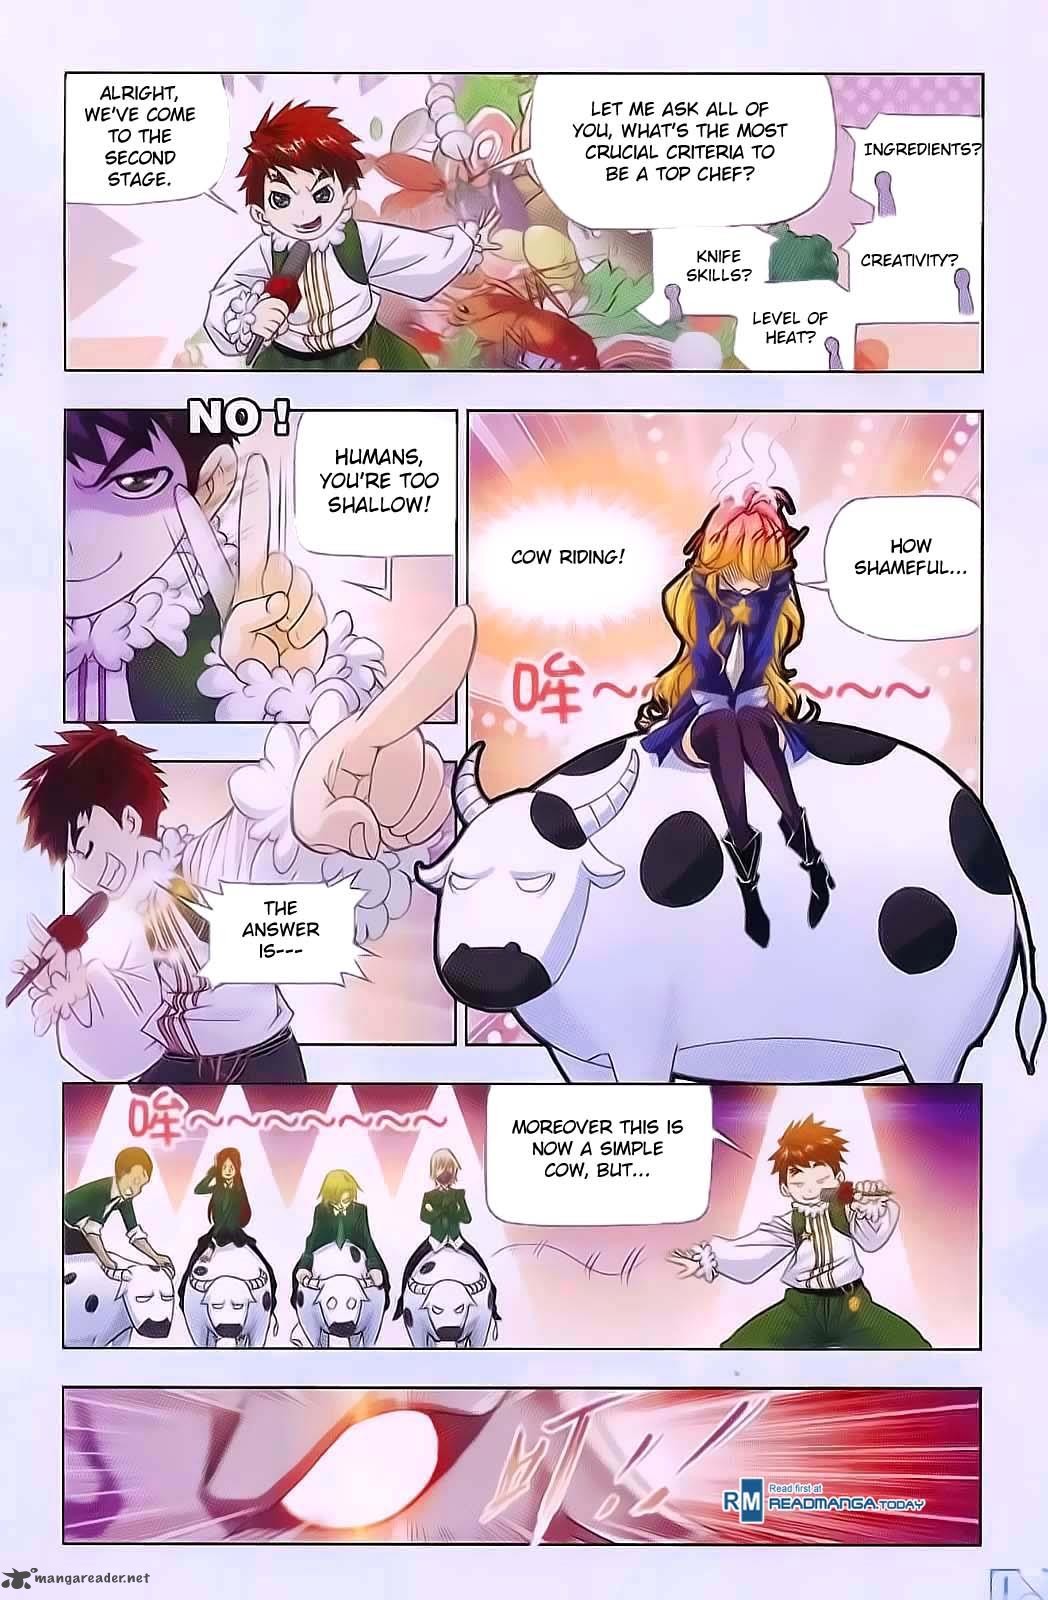 ALRIGHT,
WE'VE COME
TO THE
SECOND
STAGE.
LET ME ASK ALL OF
YOU, WHAT'S THE MOST
CRUCIAL CRITERIA TO
BE A TOP CHEF?
INGREDIENTS?
KNIFE
SKILLS?
CREATIVITY?
LEVEL OF
HEAT?
NO!
HUMANS,
YOU'RE TOO
SHALLOW!
THE
ANSWER
IS---
COW RIDING!
HOW
SHAMEFUL...
哞~~~~~~~
哞~~~~~~~
MOREOVER THIS IS
NOW A SIMPLE
COW, BUT...
盯!!
RM
Read first at
READMANGA.TODAY
mangareader.net